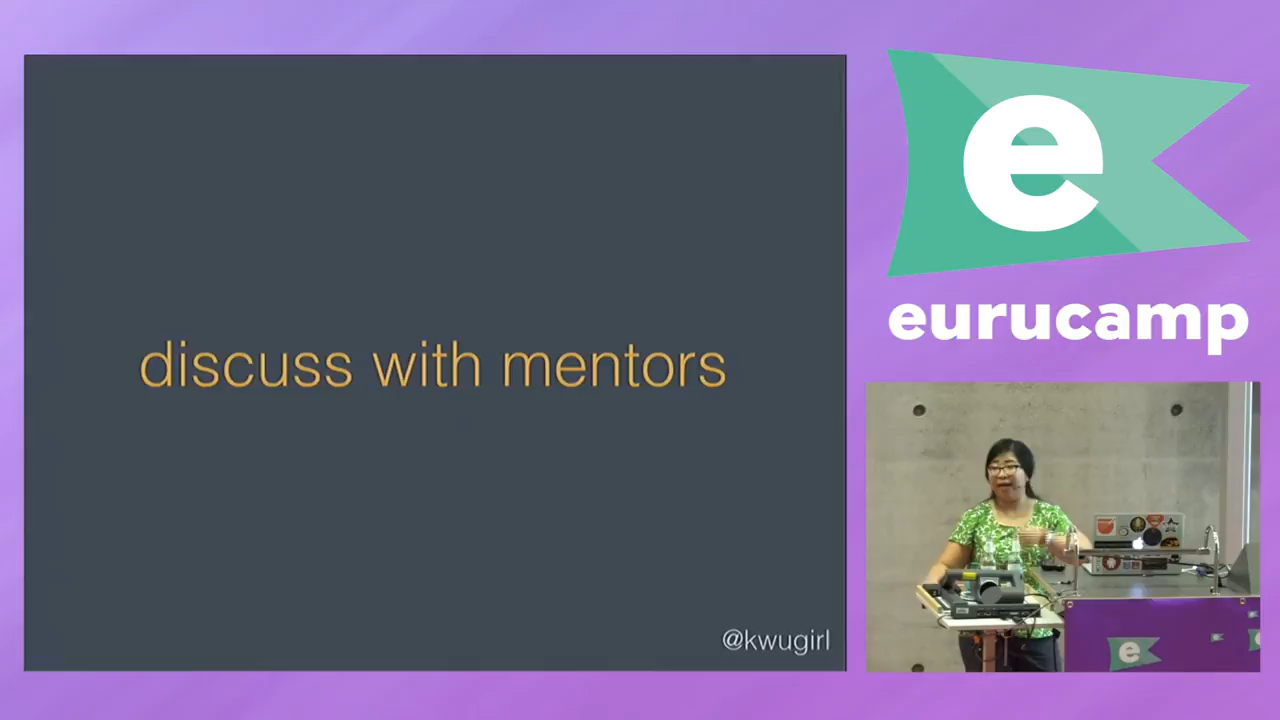 discuss with mentors
@kwugirl
e
eurucamp
e